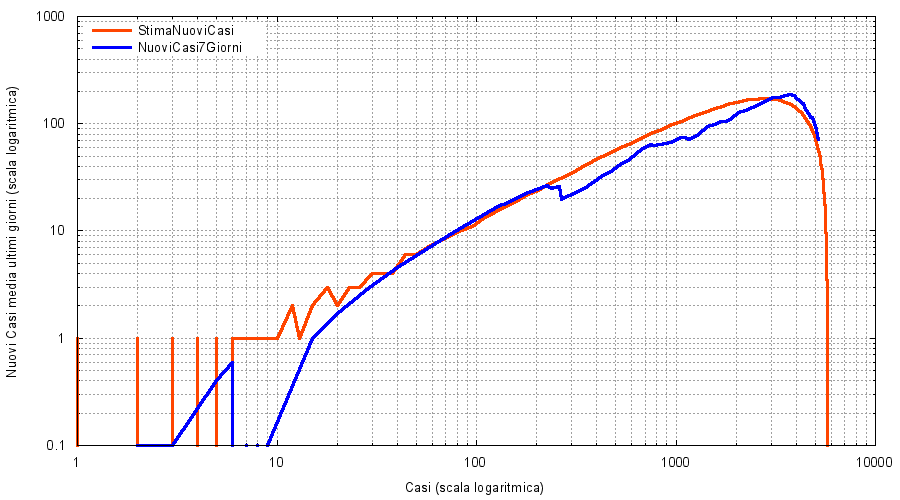 1000
StimaNuoviCasi
NuoviCasi7Giorni
100
10
1
0.1
Nuovi Casi media ultimi giorni (scala logaritmica)
1 10 100 1000 10000
Casi (scala logaritmica)